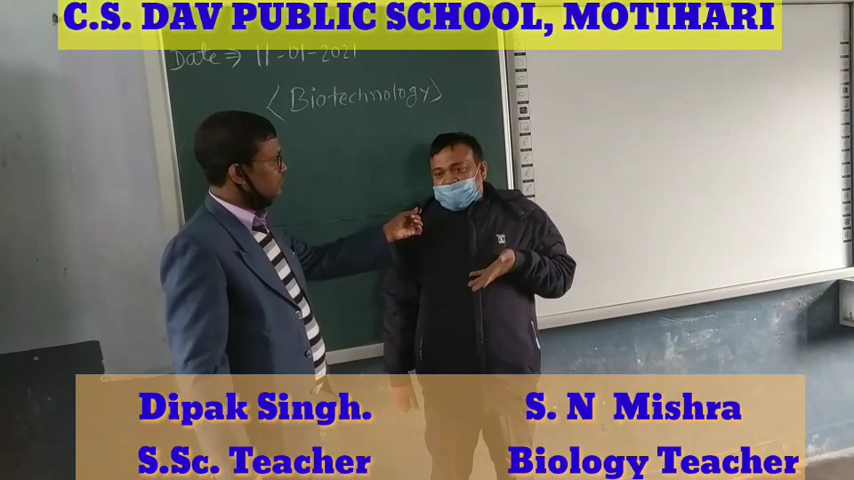 C.S. DAV PUBLIC SCHOOL, MOTIHARI
Date ⇒ 11-01-2021
<Biotechnology>
Dipak Singh. S. N Mishra
S.Sc. Teacher Biology Teacher